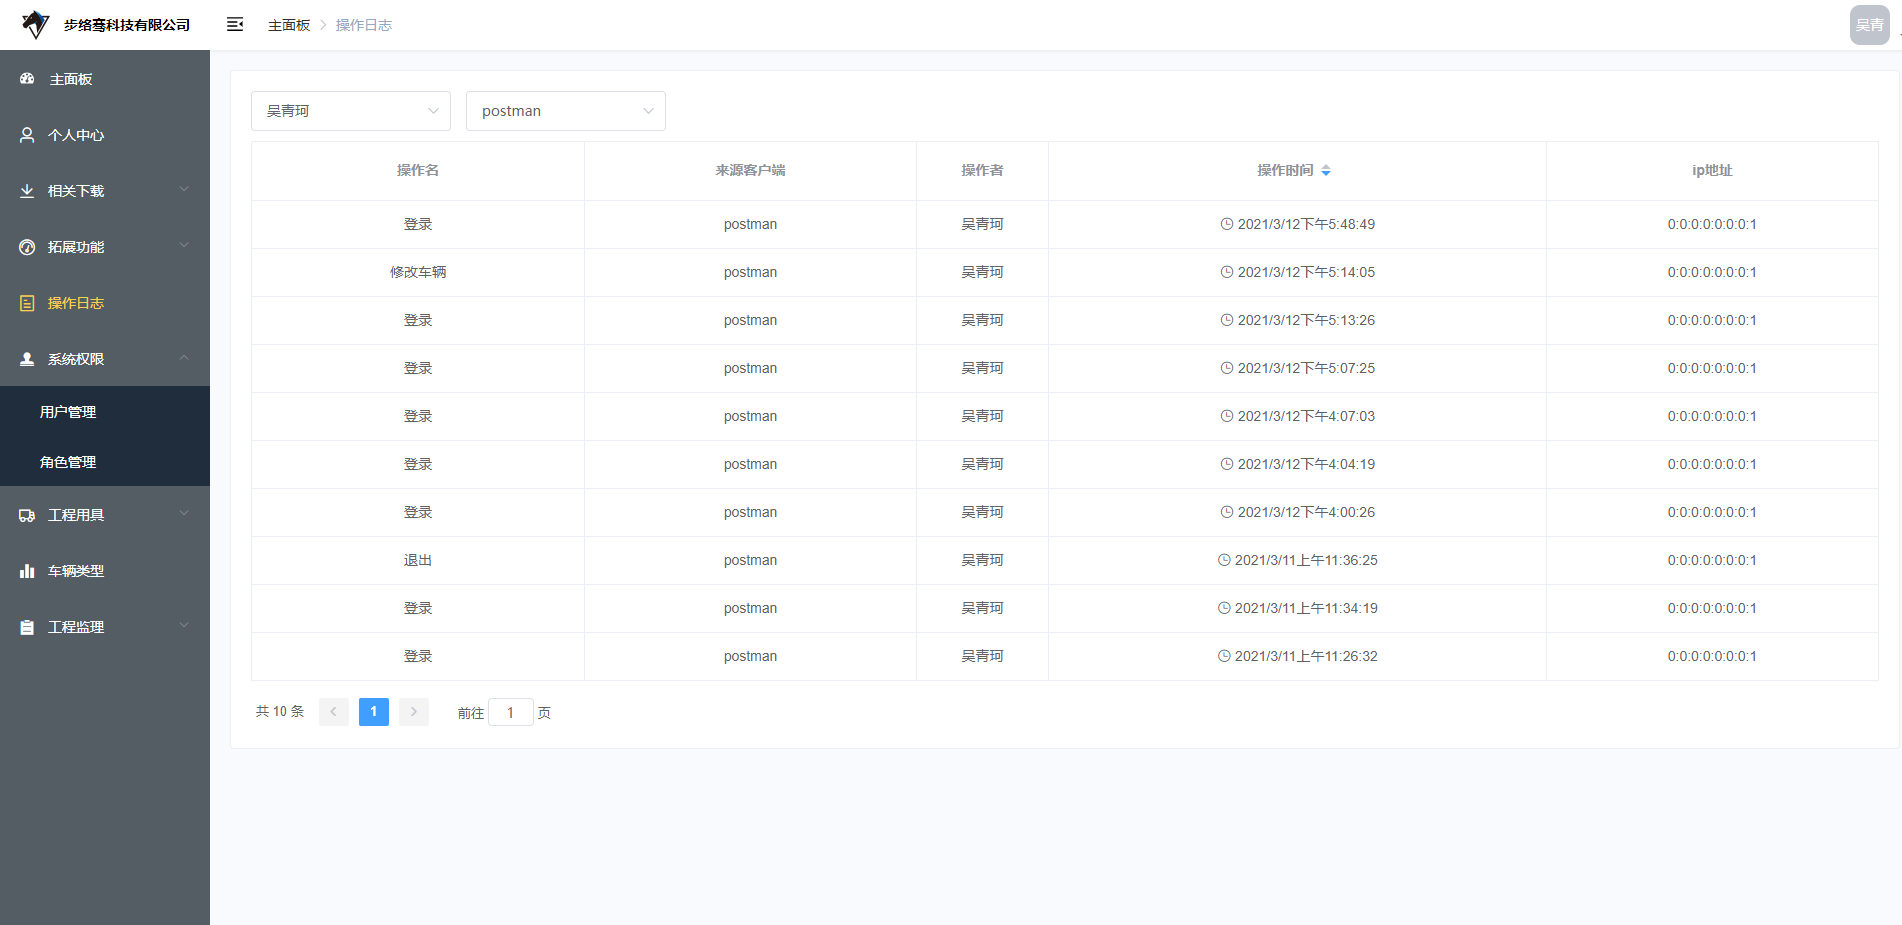 步络骞科技有限公司
主面板 操作日志
吴青
主面板
个人中心
相关下载
拓展功能
操作日志
系统权限
用户管理
角色管理
工程用具
车辆类型
工程监理
吴青珂 postman
操作名 来源客户端 操作者 操作时间 ip地址
登录 postman 吴青珂 2021/3/12下午5:48:49 0:0:0:0:0:0:0:1
修改车辆 postman 吴青珂 2021/3/12下午5:14:05 0:0:0:0:0:0:0:1
登录 postman 吴青珂 2021/3/12下午5:13:26 0:0:0:0:0:0:0:1
登录 postman 吴青珂 2021/3/12下午5:07:25 0:0:0:0:0:0:0:1
登录 postman 吴青珂 2021/3/12下午4:07:03 0:0:0:0:0:0:0:1
登录 postman 吴青珂 2021/3/12下午4:04:19 0:0:0:0:0:0:0:1
登录 postman 吴青珂 2021/3/12下午4:00:26 0:0:0:0:0:0:0:1
退出 postman 吴青珂 2021/3/11上午11:36:25 0:0:0:0:0:0:0:1
登录 postman 吴青珂 2021/3/11上午11:34:19 0:0:0:0:0:0:0:1
登录 postman 吴青珂 2021/3/11上午11:26:32 0:0:0:0:0:0:0:1
共 10 条 1 前往 1 页